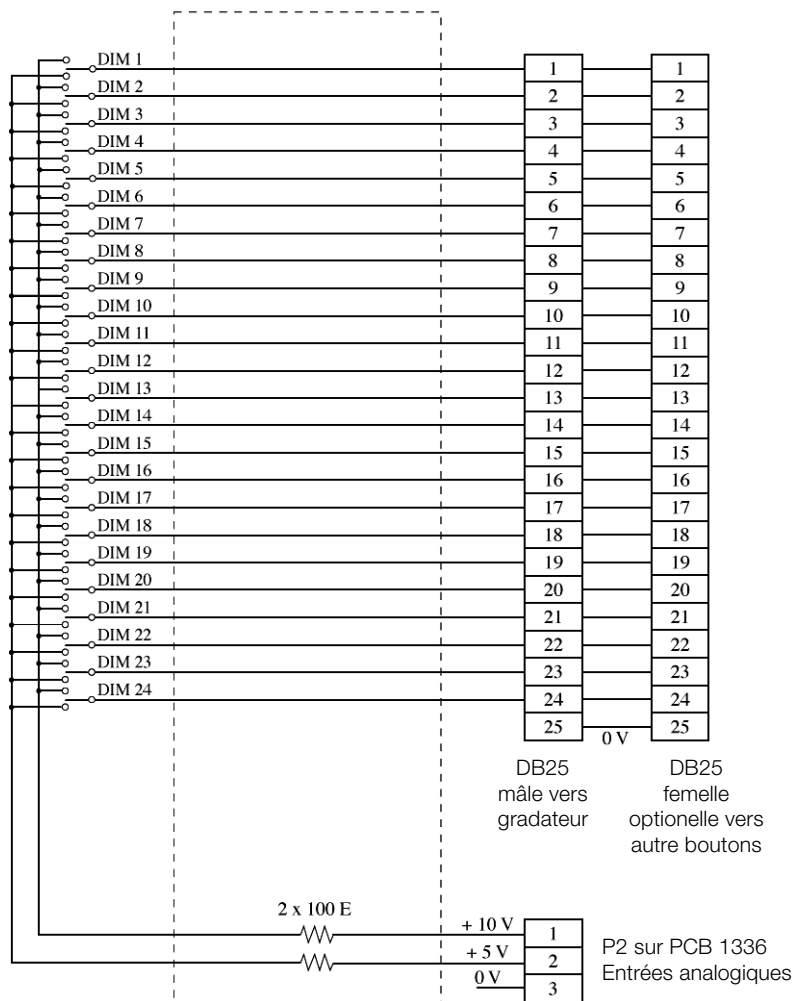 DIM 1
DIM 2
DIM 3
DIM 4
DIM 5
DIM 6
DIM 7
DIM 8
DIM 9
DIM 10
DIM 11
DIM 12
DIM 13
DIM 14
DIM 15
DIM 16
DIM 17
DIM 18
DIM 19
DIM 20
DIM 21
DIM 22
DIM 23
DIM 24
1 1
2 2
3 3
4 4
5 5
6 6
7 7
8 8
9 9
10 10
11 11
12 12
13 13
14 14
15 15
16 16
17 17
18 18
19 19
20 20
21 21
22 22
23 23
24 24
25 0 V 25
DB25
mâle vers
gradateur
DB25
femelle
optionelle vers
autre boutons
2 x 100 E
+ 10 V 1
+ 5 V 2
0 V 3
P2 sur PCB 1336
Entrées analogiques